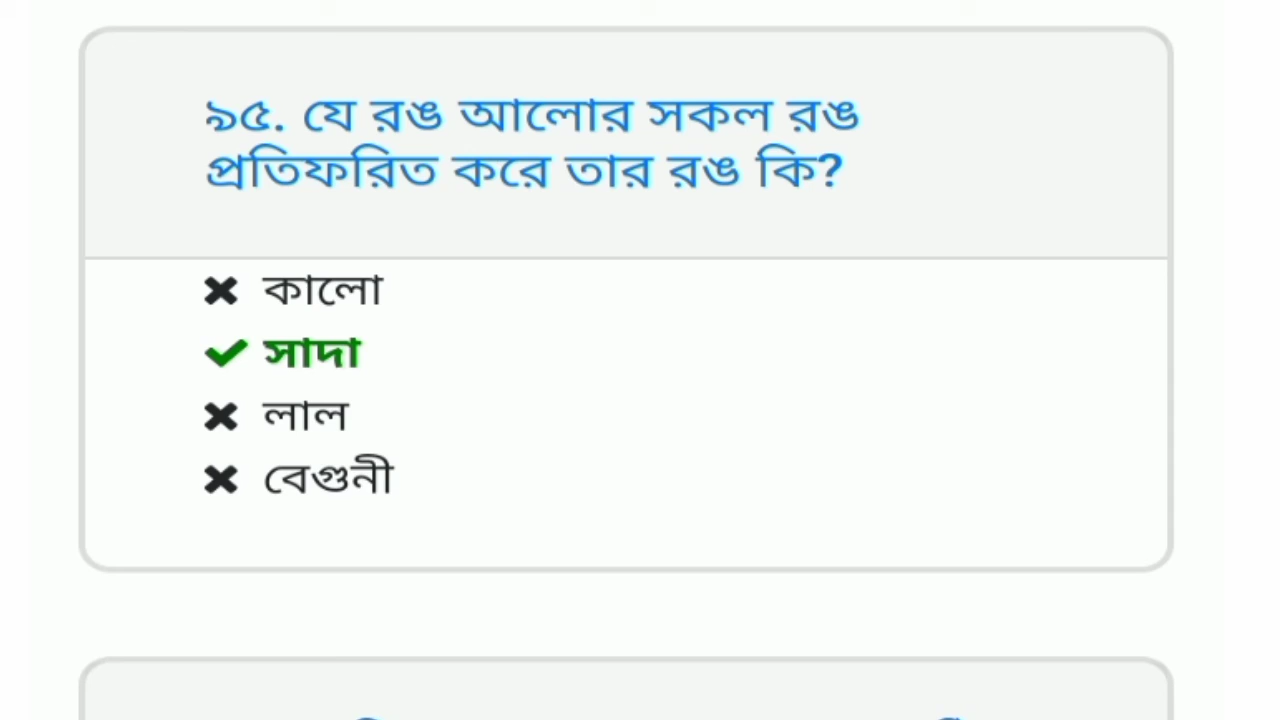 ৯৫. যে রঙ আলোর সকল রঙ
প্রতিফরিত করে তার রঙ কি?
কালো
সাদা
লাল
বেগুনী